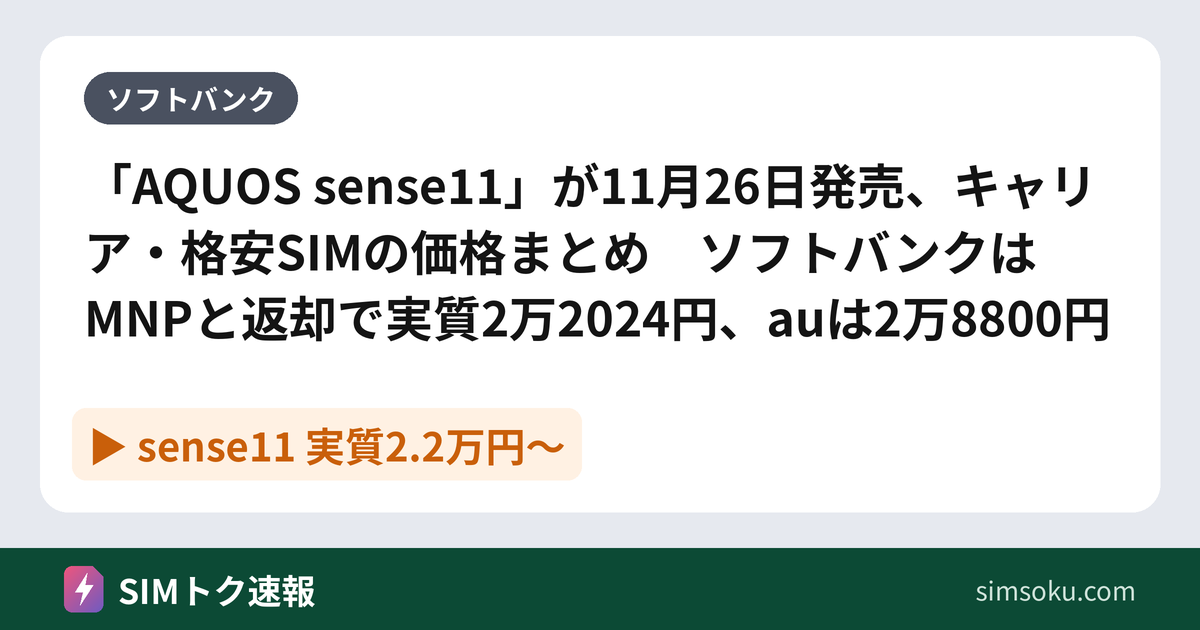 ソフトバンク
「AQUOS sense11」が11月26日発売、キャリ
ア・格安SIMの価格まとめ　ソフトバンクは
MNPと返却で実質2万2024円、auは2万8800円
▶ sense11 実質2.2万円〜
SIMトク速報
simsoku.com